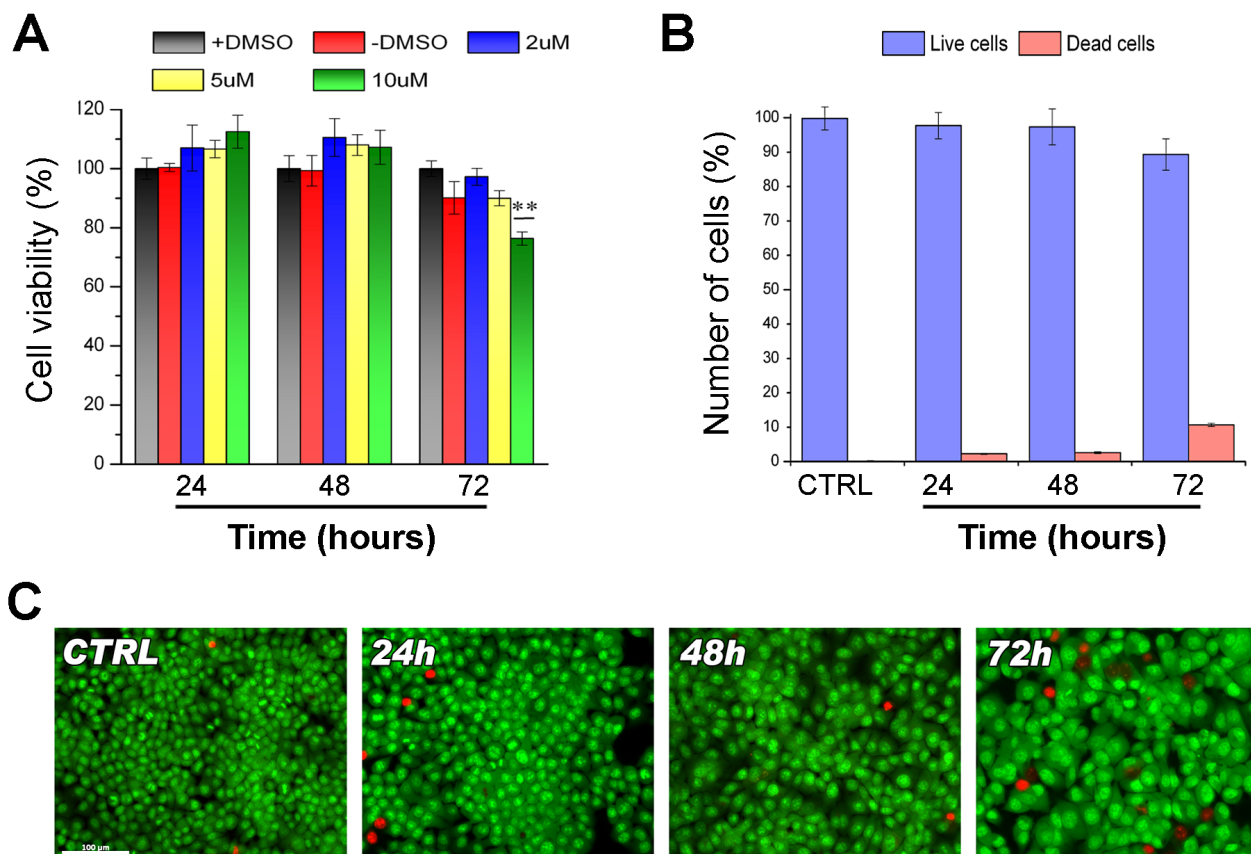 A
+DMSO -DMSO 2uM
5uM 10uM
Cell viability (%)
120
100
80
60
40
20
0
24 48 72
**
Time (hours)
B
Live cells Dead cells
Number of cells (%)
100
90
80
70
60
50
40
30
20
10
0
CTRL 24 48 72
Time (hours)
C
CTRL 24h 48h 72h
100 µm